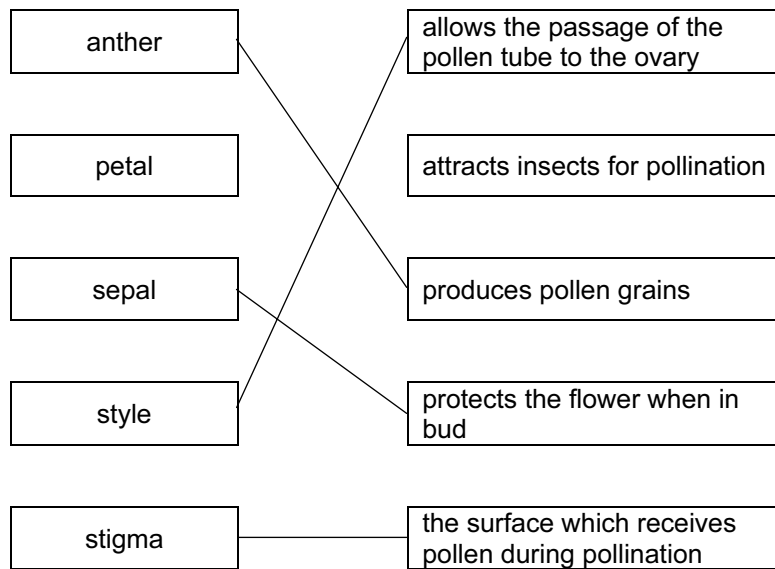 anther
allows the passage of the
pollen tube to the ovary
petal
attracts insects for pollination
sepal
produces pollen grains
style
protects the flower when in
bud
stigma
the surface which receives
pollen during pollination